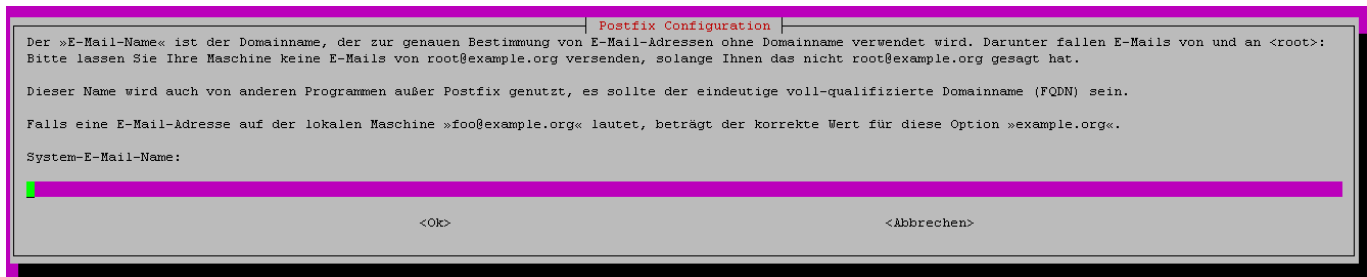 Postfix Configuration
Der »E-Mail-Name« ist der Domainname, der zur genauen Bestimmung von E-Mail-Adressen ohne Domainname verwendet wird. Darunter fallen E-Mails von und an <root>:
Bitte lassen Sie Ihre Maschine keine E-Mails von root@example.org versenden, solange Ihnen das nicht root@example.org gesagt hat.
Dieser Name wird auch von anderen Programmen außer Postfix genutzt, es sollte der eindeutige voll-qualifizierte Domainname (FQDN) sein.
Falls eine E-Mail-Adresse auf der lokalen Maschine »foo@example.org« lautet, beträgt der korrekte Wert für diese Option »example.org«.
System-E-Mail-Name:
<Ok> <Abbrechen>